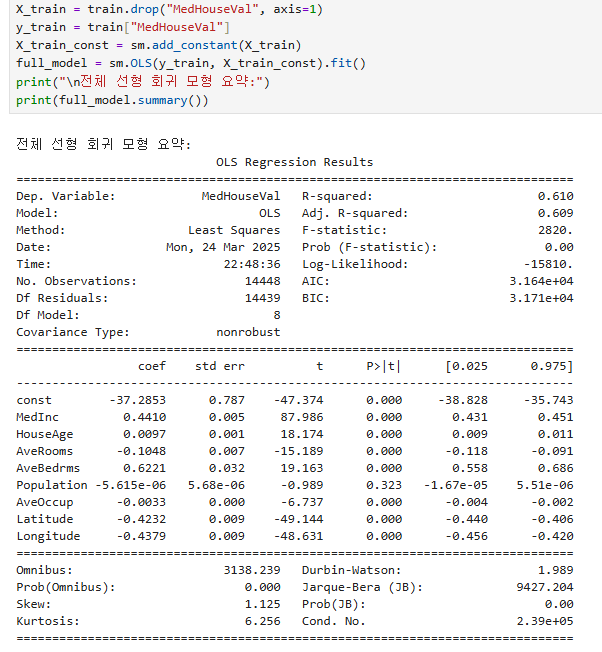 X_train = train.drop("MedHouseVal", axis=1)
y_train = train["MedHouseVal"]
X_train_const = sm.add_constant(X_train)
full_model = sm.OLS(y_train, X_train_const).fit()
print("\n전체 선형 회귀 모형 요약:")
print(full_model.summary())
전체 선형 회귀 모형 요약:
                            OLS Regression Results
==============================================================================
Dep. Variable:            MedHouseVal   R-squared:                       0.610
Model:                            OLS   Adj. R-squared:                  0.609
Method:                 Least Squares   F-statistic:                     2820.
Date:                Mon, 24 Mar 2025   Prob (F-statistic):               0.00
Time:                        22:48:36   Log-Likelihood:                -15810.
No. Observations:               14448   AIC:                         3.164e+04
Df Residuals:                   14439   BIC:                         3.171e+04
Df Model:                           8
Covariance Type:            nonrobust
==============================================================================
                 coef    std err          t      P>|t|      [0.025      0.975]
------------------------------------------------------------------------------
const        -37.2853      0.787    -47.374      0.000     -38.828     -35.743
MedInc         0.4410      0.005     87.986      0.000       0.431       0.451
HouseAge       0.0097      0.001     18.174      0.000       0.009       0.011
AveRooms      -0.1048      0.007    -15.189      0.000      -0.118      -0.091
AveBedrms      0.6221      0.032     19.163      0.000       0.558       0.686
Population -5.615e-06   5.68e-06     -0.989      0.323   -1.67e-05    5.51e-06
AveOccup      -0.0033      0.000     -6.737      0.000      -0.004      -0.002
Latitude      -0.4232      0.009    -49.144      0.000      -0.440      -0.406
Longitude     -0.4379      0.009    -48.631      0.000      -0.456      -0.420
==============================================================================
Omnibus:                     3138.239   Durbin-Watson:                   1.989
Prob(Omnibus):                  0.000   Jarque-Bera (JB):             9427.204
Skew:                           1.125   Prob(JB):                         0.00
Kurtosis:                       6.256   Cond. No.                     2.39e+05
==============================================================================